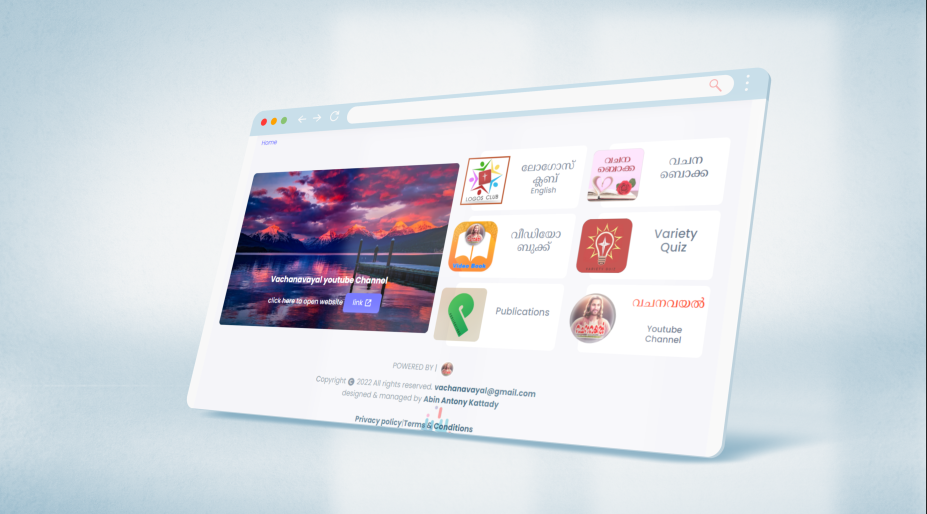 Home
Vachanavayal youtube Channel
click here to open website link
LOGOS CLUB
ലോഗോസ്
ക്ലബ്
English
വചന
ബൊക്ക
വചന
ബൊക്ക
Video Book
വീഡിയോ
ബുക്ക്
Variety
Quiz
Publications
വചനവയൽ
Youtube
Channel
POWERED BY |
Copyright © 2022 All rights reserved. vachanavayal@gmail.com
designed & managed by Abin Antony Kattady
Privacy policy|Terms & Conditions